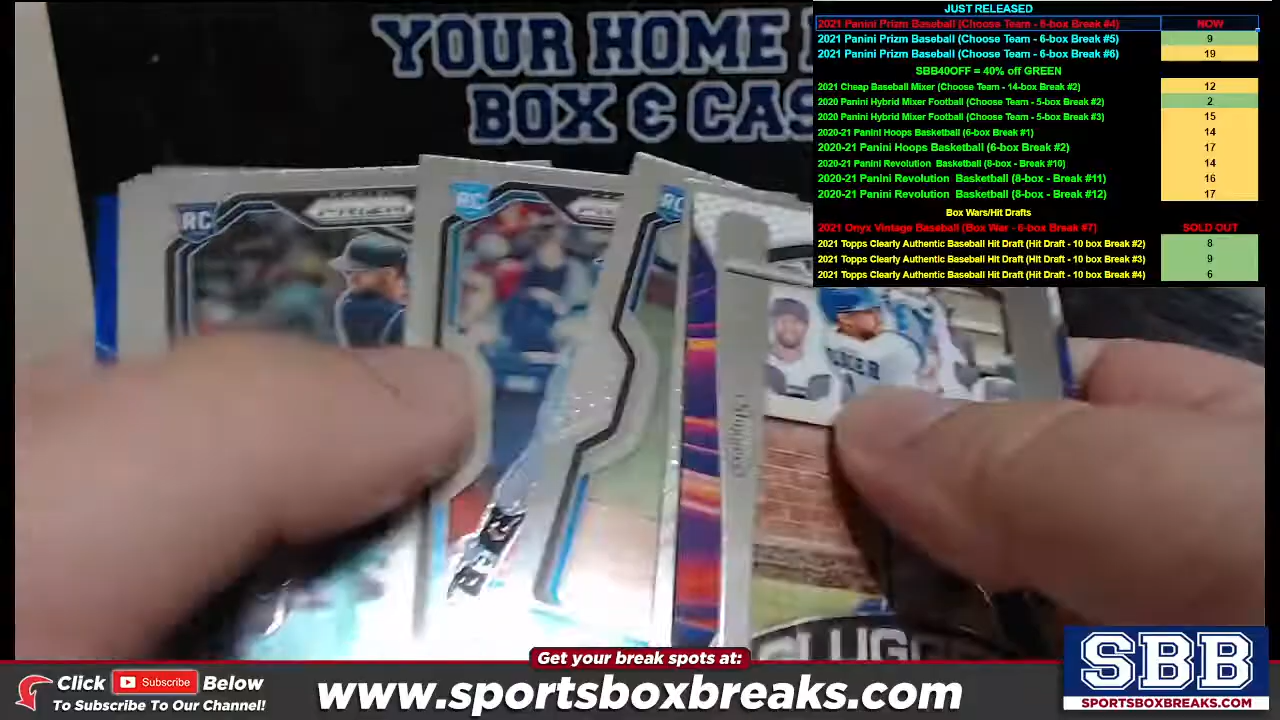 YOUR HOME
BOX & CAS
JUST RELEASED
2021 Panini Prizm Baseball (Choose Team - 6-box Break #4) NOW
2021 Panini Prizm Baseball (Choose Team - 6-box Break #5) 9
2021 Panini Prizm Baseball (Choose Team - 6-box Break #6) 19
SBB40OFF = 40% off GREEN
2021 Cheap Baseball Mixer (Choose Team - 14-box Break #2) 12
2020 Panini Hybrid Mixer Football (Choose Team - 5-box Break #2) 2
2020 Panini Hybrid Mixer Football (Choose Team - 5-box Break #3) 15
2020-21 Panini Hoops Basketball (6-box Break #1) 14
2020-21 Panini Hoops Basketball (6-box Break #2) 17
2020-21 Panini Revolution Basketball (8-box - Break #10) 14
2020-21 Panini Revolution Basketball (8-box - Break #11) 16
2020-21 Panini Revolution Basketball (8-box - Break #12) 17
Box Wars/Hit Drafts
2021 Onyx Vintage Baseball (Box War - 6-box Break #7) SOLD OUT
2021 Topps Clearly Authentic Baseball Hit Draft (Hit Draft - 10 box Break #2) 8
2021 Topps Clearly Authentic Baseball Hit Draft (Hit Draft - 10 box Break #3) 9
2021 Topps Clearly Authentic Baseball Hit Draft (Hit Draft - 10 box Break #4) 6
RC PRIZM
RC
RC
SLUGG
Get your break spots at:
Click Subscribe Below
To Subscribe To Our Channel!
www.sportsboxbreaks.com
SBB
SPORTSBOXBREAKS.COM